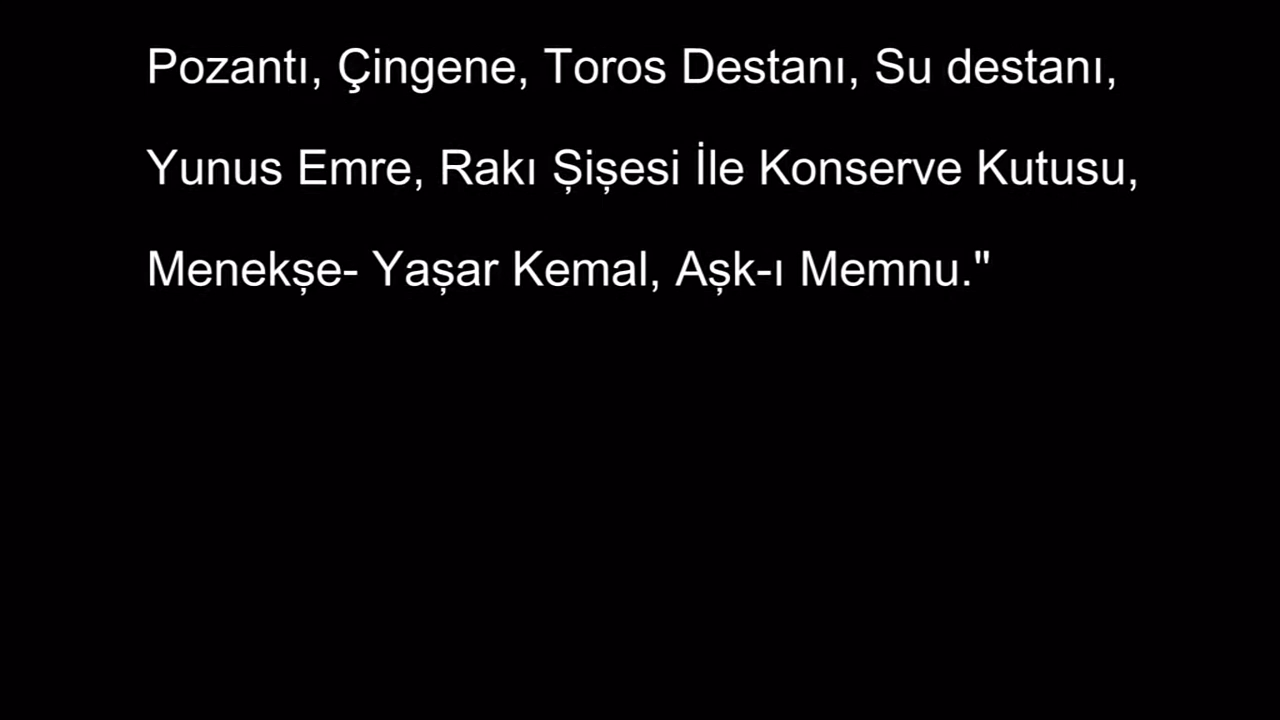 Pozantı, Çingene, Toros Destanı, Su destanı,
Yunus Emre, Rakı Şişesi İle Konserve Kutusu,
Menekşe- Yaşar Kemal, Aşk-ı Memnu."